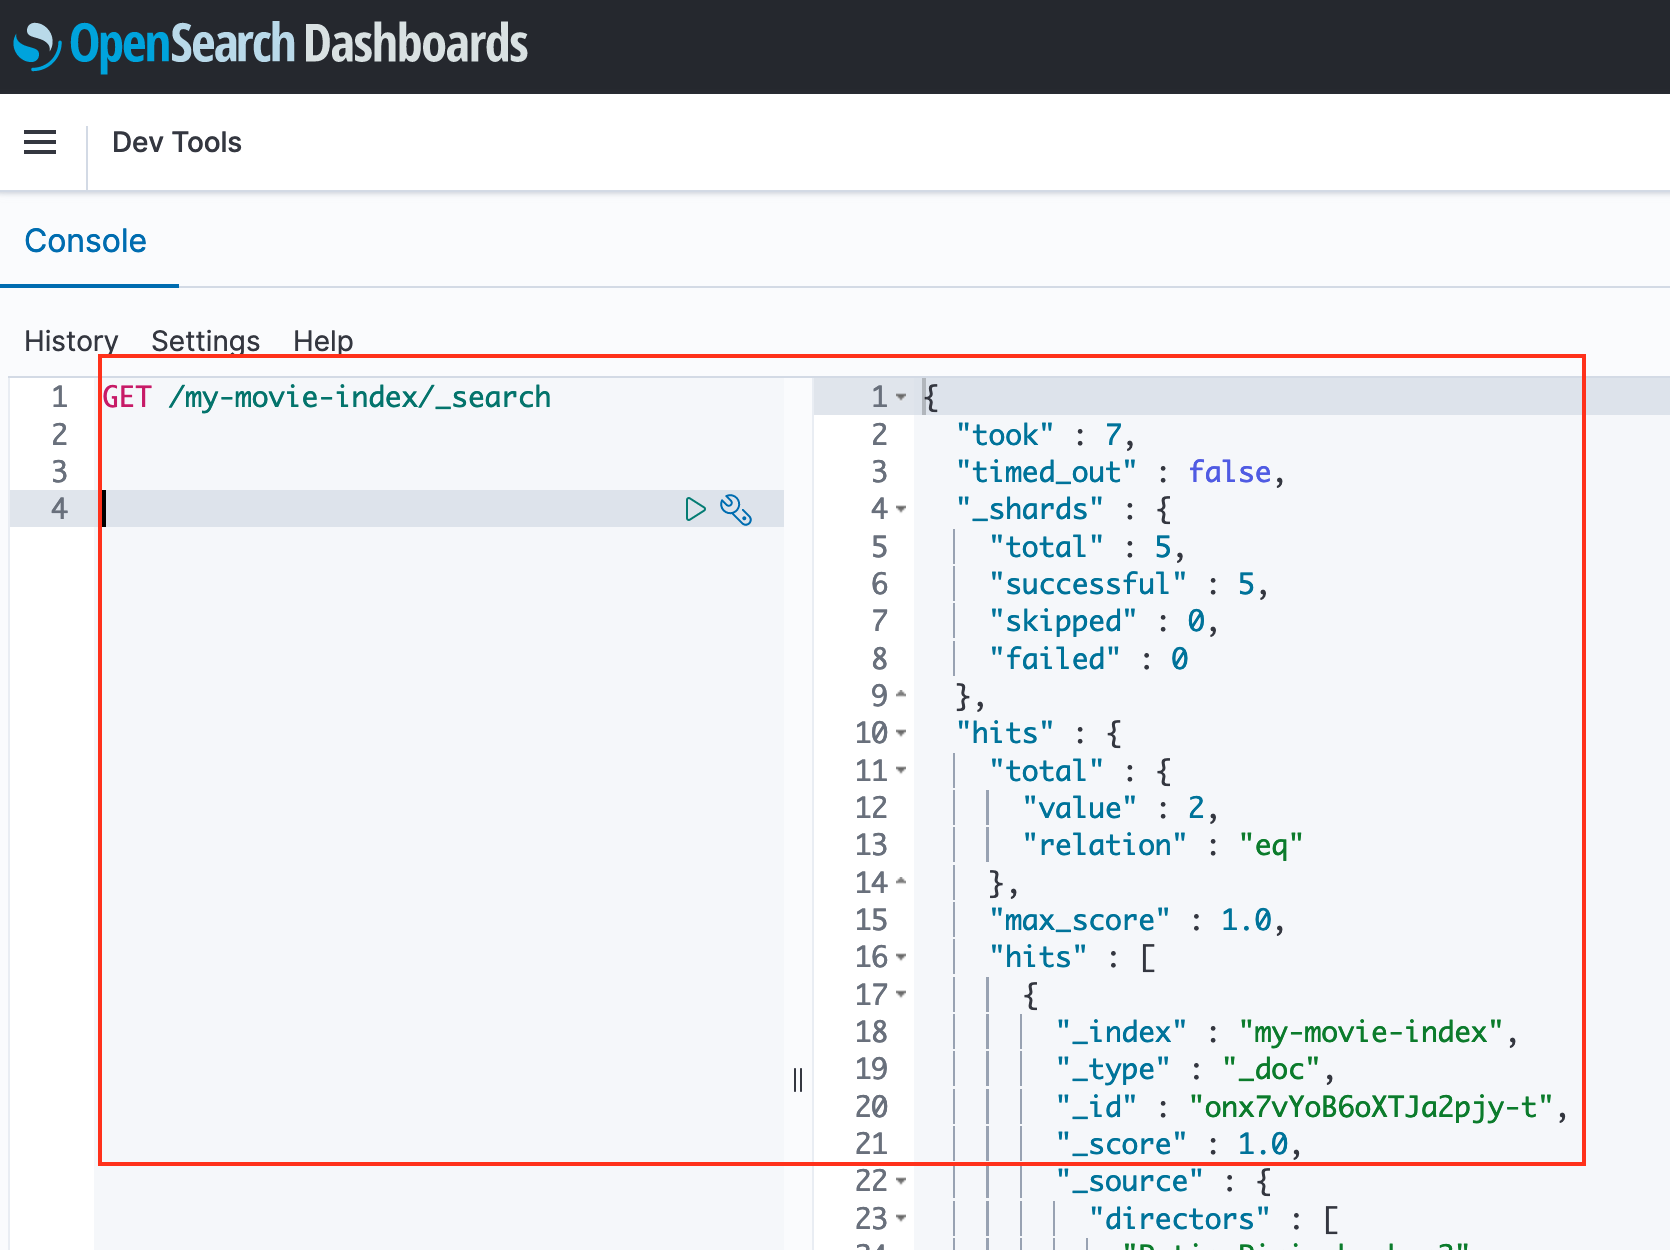 OpenSearch Dashboards
Dev Tools
Console
History Settings Help
1 GET /my-movie-index/_search
2
3
4
1 {
2 "took" : 7,
3 "timed_out" : false,
4 "_shards" : {
5 "total" : 5,
6 "successful" : 5,
7 "skipped" : 0,
8 "failed" : 0
9 },
10 "hits" : {
11 "total" : {
12 "value" : 2,
13 "relation" : "eq"
14 },
15 "max_score" : 1.0,
16 "hits" : [
17 {
18 "_index" : "my-movie-index",
19 "_type" : "_doc",
20 "_id" : "onx7vYoB6oXTJa2pjy-t",
21 "_score" : 1.0,
22 "_source" : {
23 "directors" : [